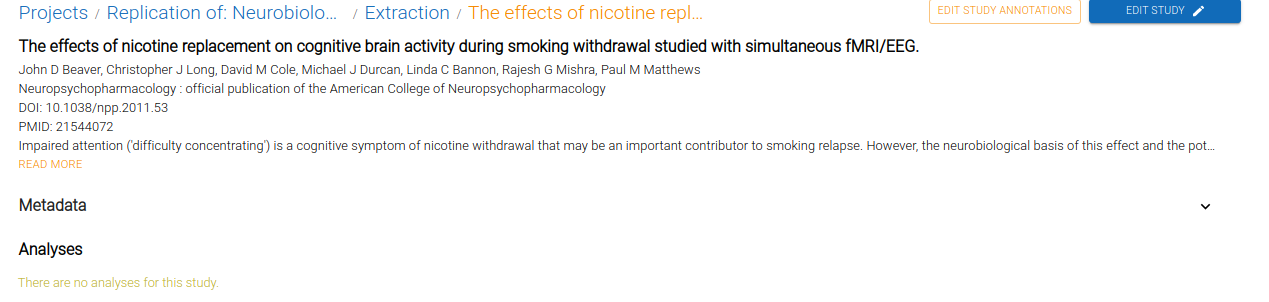 Projects / Replication of: Neurobiolo... / Extraction / The effects of nicotine repl... EDIT STUDY ANNOTATIONS EDIT STUDY
The effects of nicotine replacement on cognitive brain activity during smoking withdrawal studied with simultaneous fMRI/EEG.
John D Beaver, Christopher J Long, David M Cole, Michael J Durcan, Linda C Bannon, Rajesh G Mishra, Paul M Matthews
Neuropsychopharmacology : official publication of the American College of Neuropsychopharmacology
DOI: 10.1038/npp.2011.53
PMID: 21544072
Impaired attention ('difficulty concentrating') is a cognitive symptom of nicotine withdrawal that may be an important contributor to smoking relapse. However, the neurobiological basis of this effect and the pot...
READ MORE
Metadata
Analyses
There are no analyses for this study.